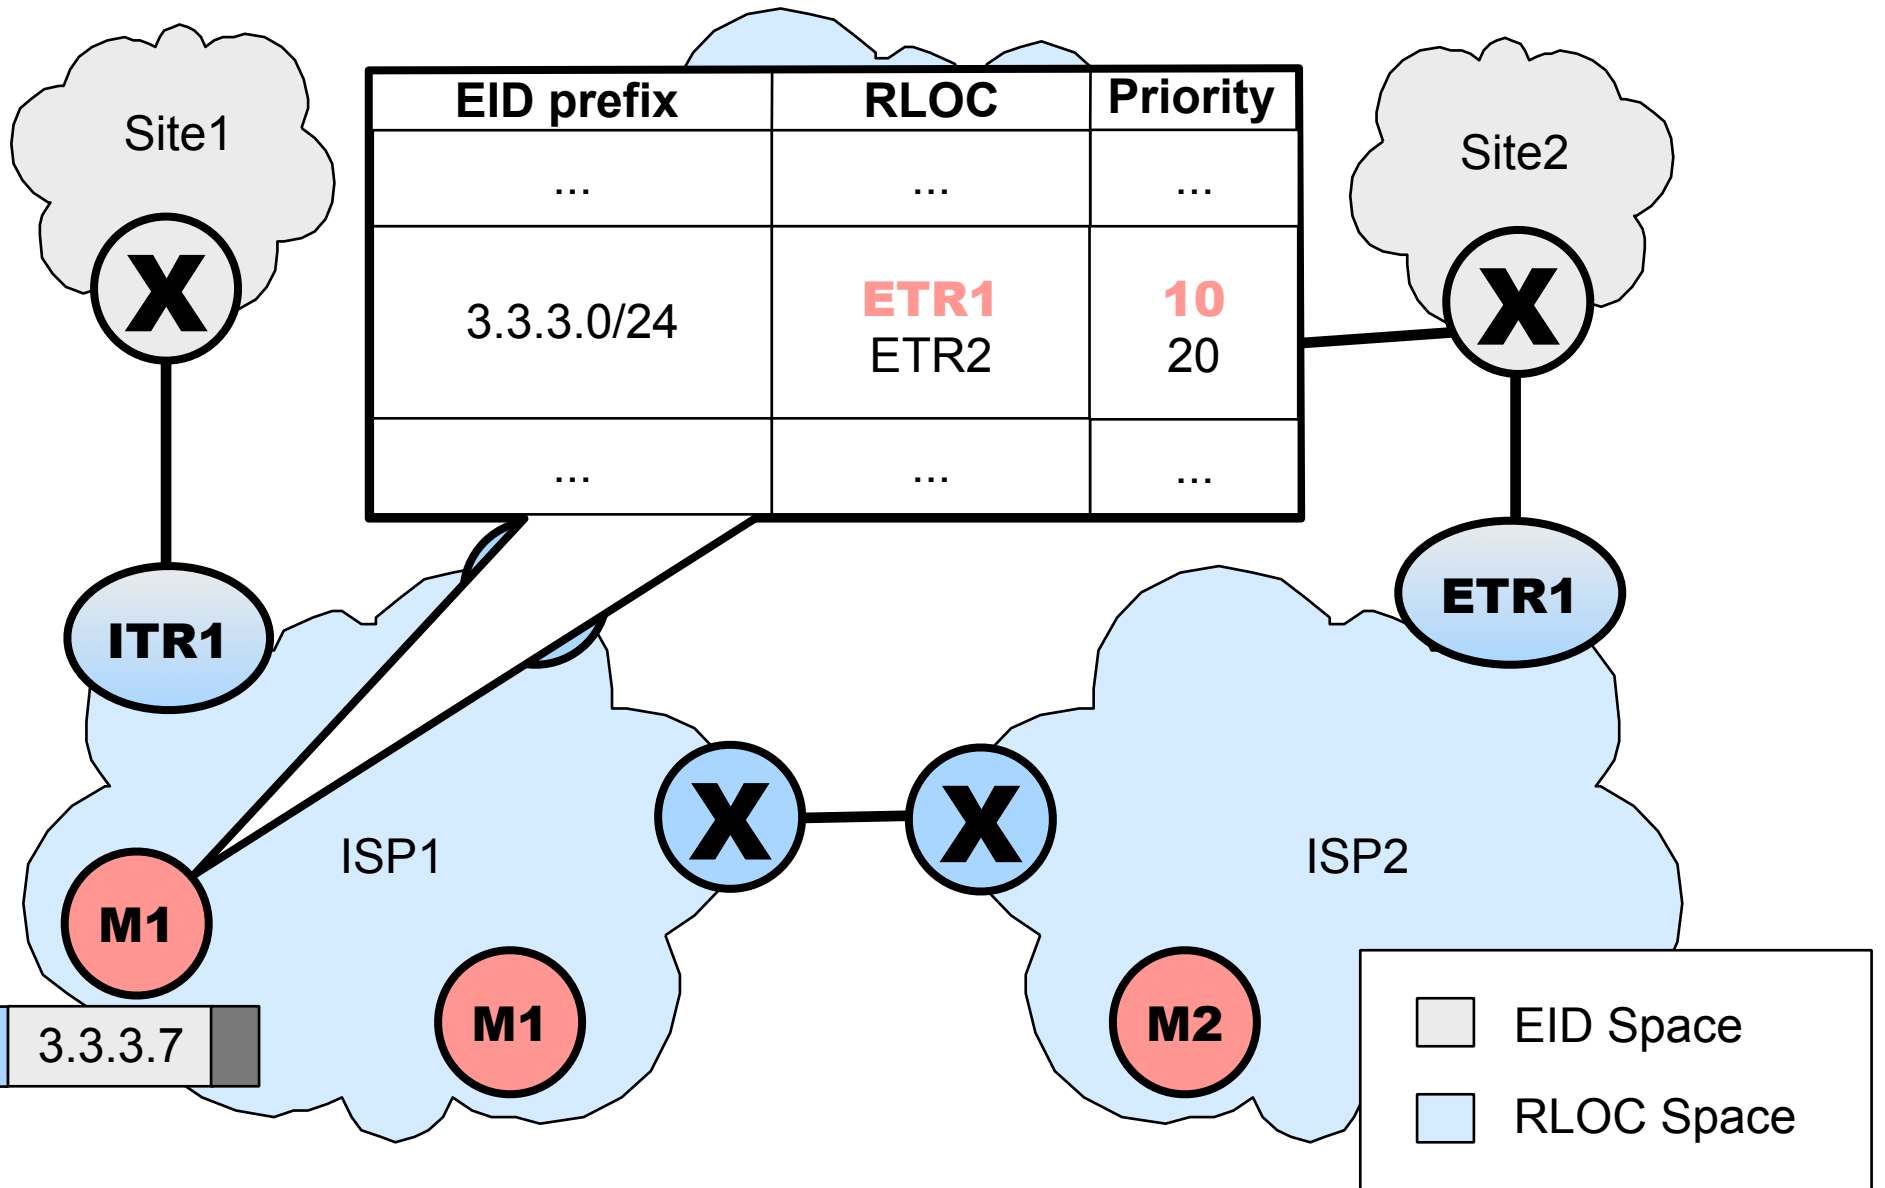 EID prefix RLOC Priority
Site1
Site2
... ... ...
X
X
3.3.3.0/24
ETR1 10
ETR2 20
... ... ...
ITR1
ETR1
X
X
ISP1
ISP2
M1
M1
M2
3.3.3.7
EID Space
RLOC Space